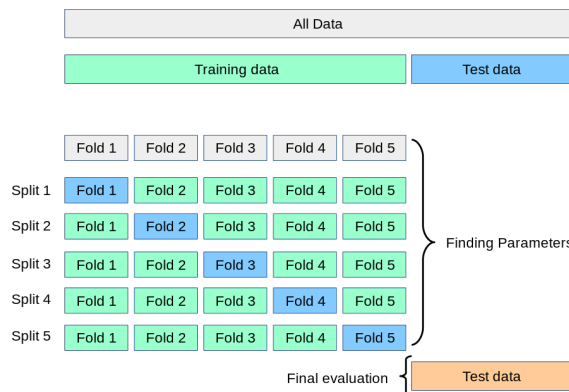 All Data
Training data Test data
Fold 1 Fold 2 Fold 3 Fold 4 Fold 5
Split 1 Fold 1 Fold 2 Fold 3 Fold 4 Fold 5
Split 2 Fold 1 Fold 2 Fold 3 Fold 4 Fold 5
Finding Parameters
Split 3 Fold 1 Fold 2 Fold 3 Fold 4 Fold 5
Split 4 Fold 1 Fold 2 Fold 3 Fold 4 Fold 5
Split 5 Fold 1 Fold 2 Fold 3 Fold 4 Fold 5
Final evaluation Test data